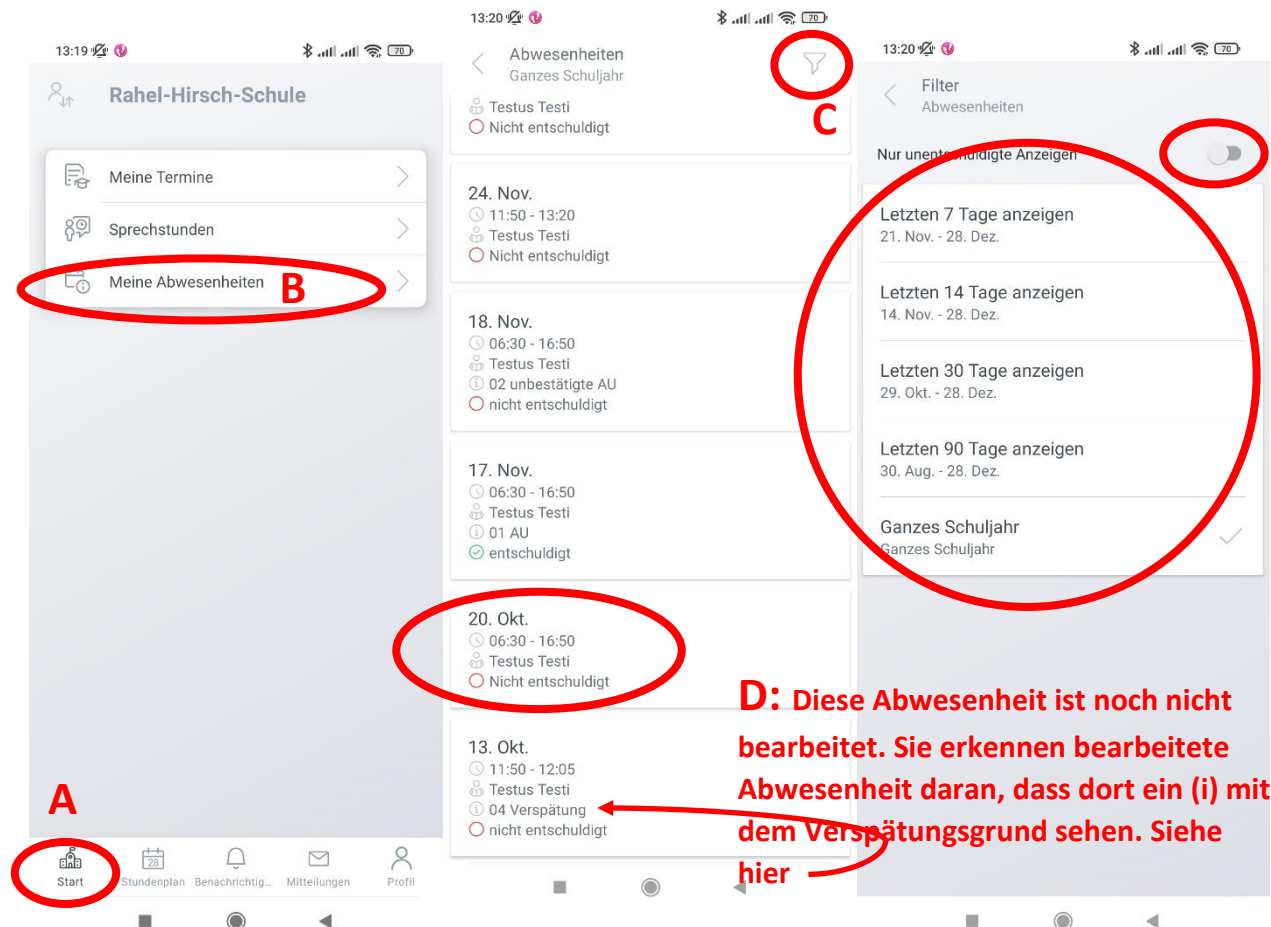 13:19
70
Rahel-Hirsch-Schule
Meine Termine
Sprechstunden
Meine Abwesenheiten
B
A
Start
28
Stundenplan
Benachrichtig...
Mitteilungen
Profil
13:20
70
Abwesenheiten
Ganzes Schuljahr
C
Testus Testi
Nicht entschuldigt
24. Nov.
11:50 - 13:20
Testus Testi
Nicht entschuldigt
18. Nov.
06:30 - 16:50
Testus Testi
02 unbestätigte AU
nicht entschuldigt
17. Nov.
06:30 - 16:50
Testus Testi
01 AU
entschuldigt
20. Okt.
06:30 - 16:50
Testus Testi
Nicht entschuldigt
13. Okt.
11:50 - 12:05
Testus Testi
04 Verspätung
nicht entschuldigt
13:20
70
Filter
Abwesenheiten
Nur unentschuldigte Anzeigen
Letzten 7 Tage anzeigen
21. Nov. - 28. Dez.
Letzten 14 Tage anzeigen
14. Nov. - 28. Dez.
Letzten 30 Tage anzeigen
29. Okt. - 28. Dez.
Letzten 90 Tage anzeigen
30. Aug. - 28. Dez.
Ganzes Schuljahr
Ganzes Schuljahr
D: Diese Abwesenheit ist noch nicht
bearbeitet. Sie erkennen bearbeitete
Abwesenheit daran, dass dort ein (i) mit
dem Verspätungsgrund sehen. Siehe
hier